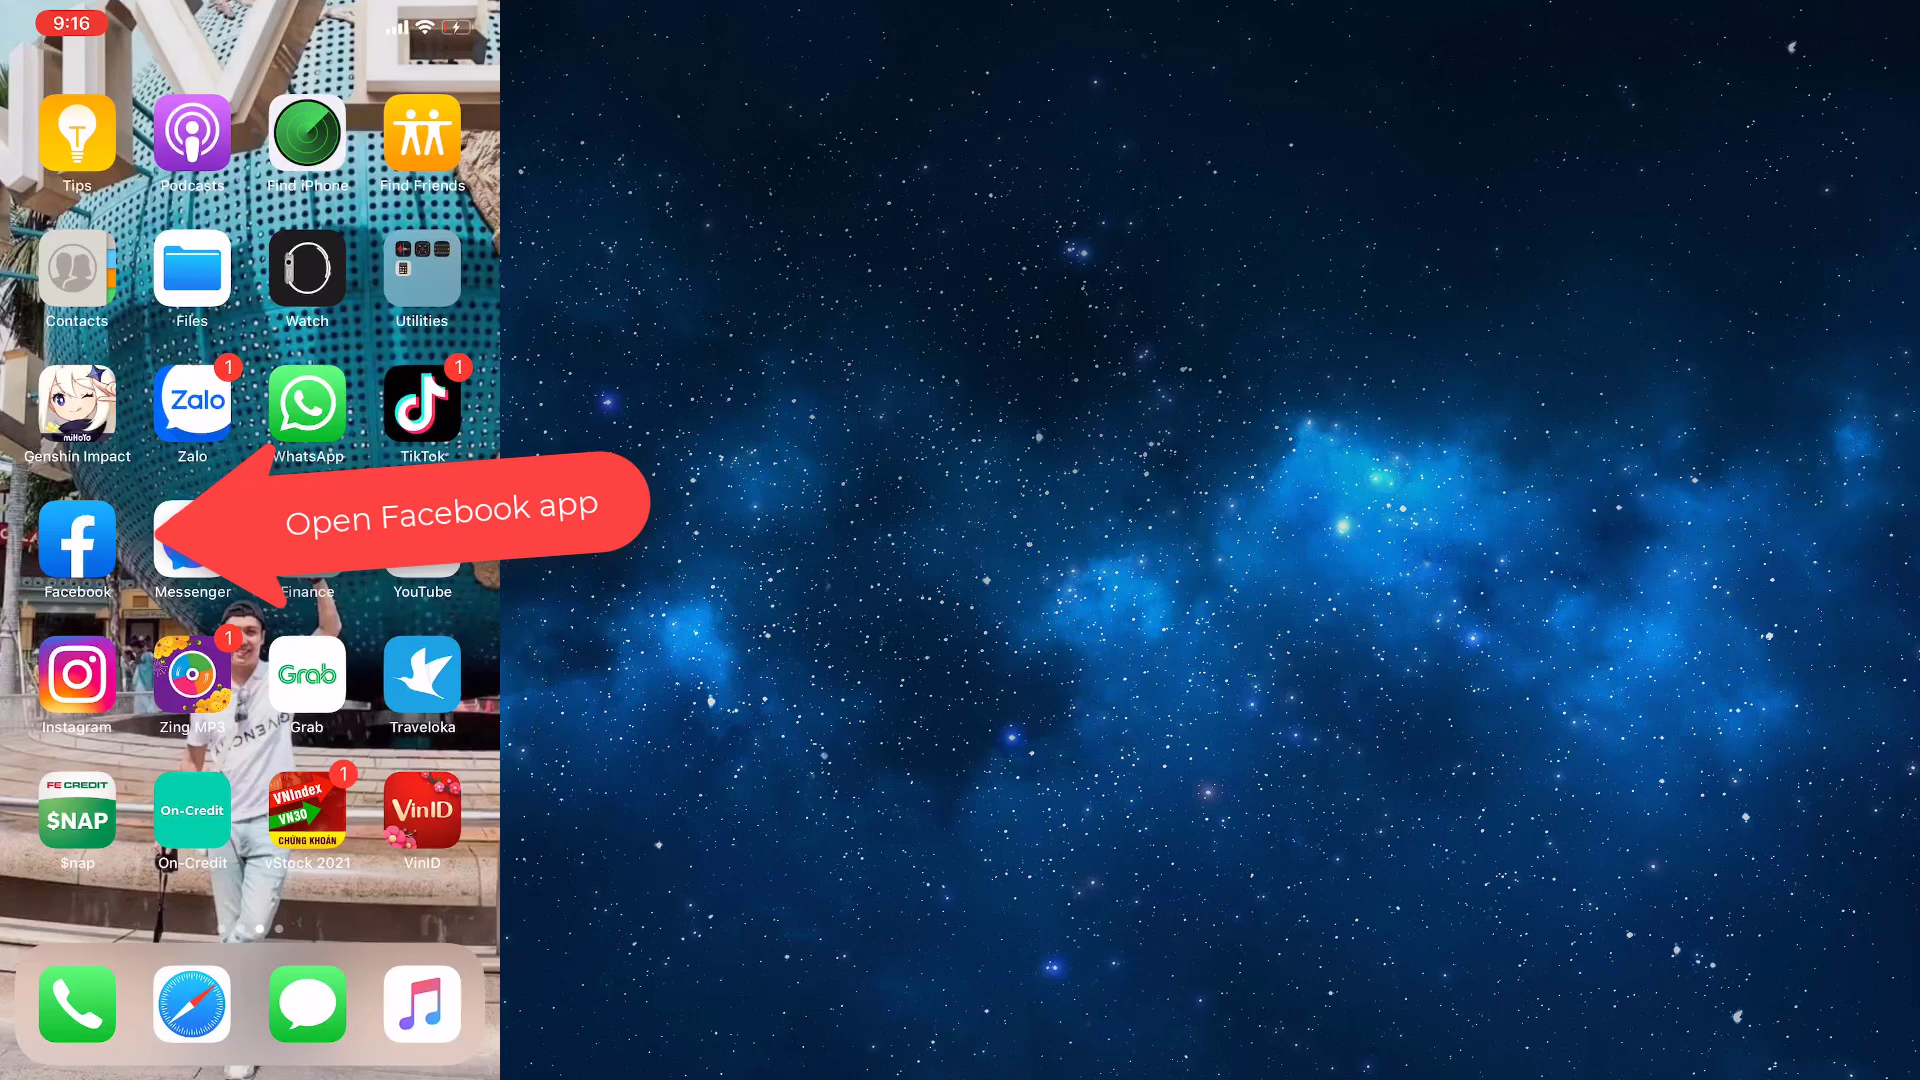 9:16
Tips
Podcasts
Find iPhone
Find Friends
Contacts
Files
Watch
Utilities
miHoYo
1
Zalo
1
Genshin Impact
Zalo
WhatsApp
TikTok
Open Facebook app
Facebook
Messenger
Finance
YouTube
1
Grab
Instagram
Zing MP3
Grab
Traveloka
GIVENC
FE CREDIT
$NAP
On-Credit
VNIndex
VN30
CHỨNG KHOÁN
1
VinID
$nap
On-Credit
vStock 2021
VinID